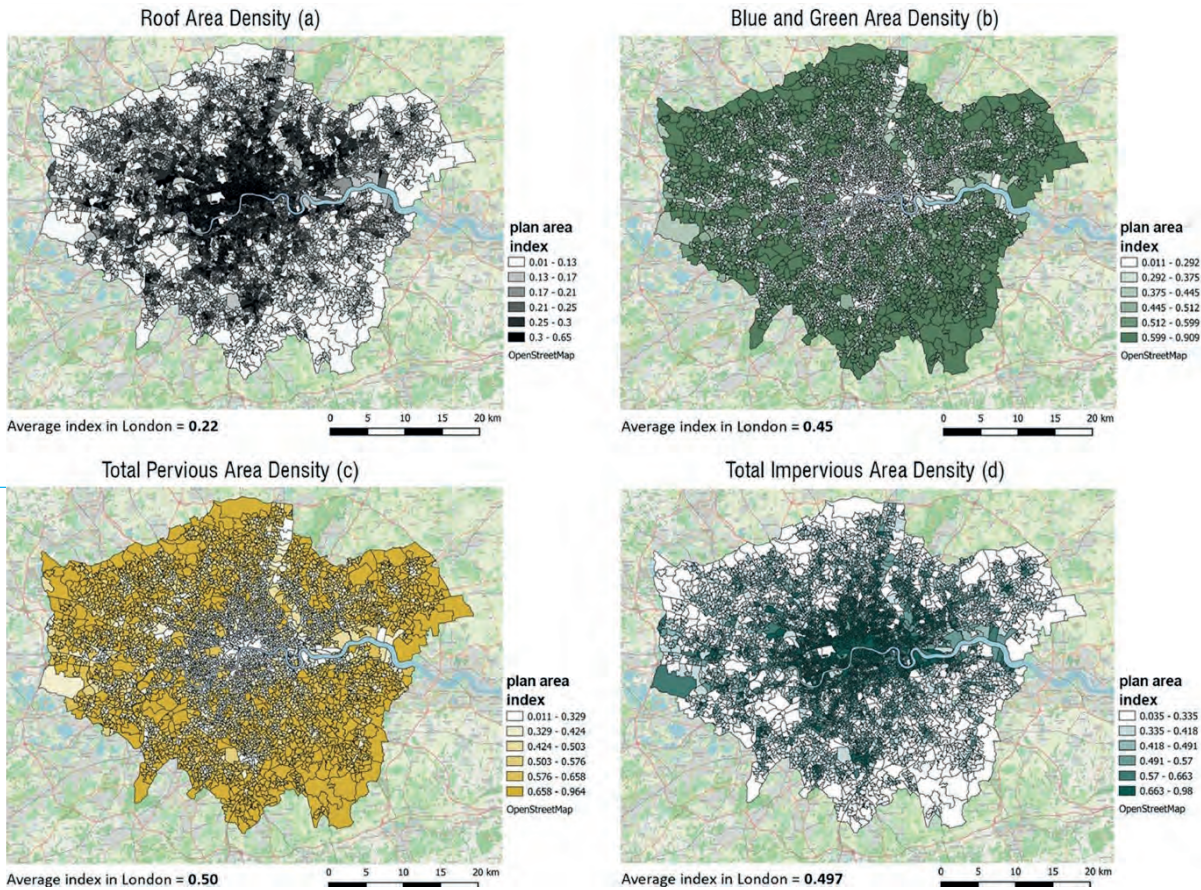 Roof Area Density (a)
plan area
index
0.01 - 0.13
0.13 - 0.17
0.17 - 0.21
0.21 - 0.25
0.25 - 0.3
0.3 - 0.65
OpenStreetMap
Average index in London = 0.22
0 5 10 15 20 km
Blue and Green Area Density (b)
plan area
index
0.011 - 0.292
0.292 - 0.375
0.375 - 0.445
0.445 - 0.512
0.512 - 0.599
0.599 - 0.909
OpenStreetMap
Average index in London = 0.45
0 5 10 15 20 km
Total Pervious Area Density (c)
plan area
index
0.011 - 0.329
0.329 - 0.424
0.424 - 0.503
0.503 - 0.576
0.576 - 0.658
0.658 - 0.964
OpenStreetMap
Average index in London = 0.50
0 5 10 15 20 km
Total Impervious Area Density (d)
plan area
index
0.035 - 0.335
0.335 - 0.418
0.418 - 0.491
0.491 - 0.57
0.57 - 0.663
0.663 - 0.98
OpenStreetMap
Average index in London = 0.497
0 5 10 15 20 km